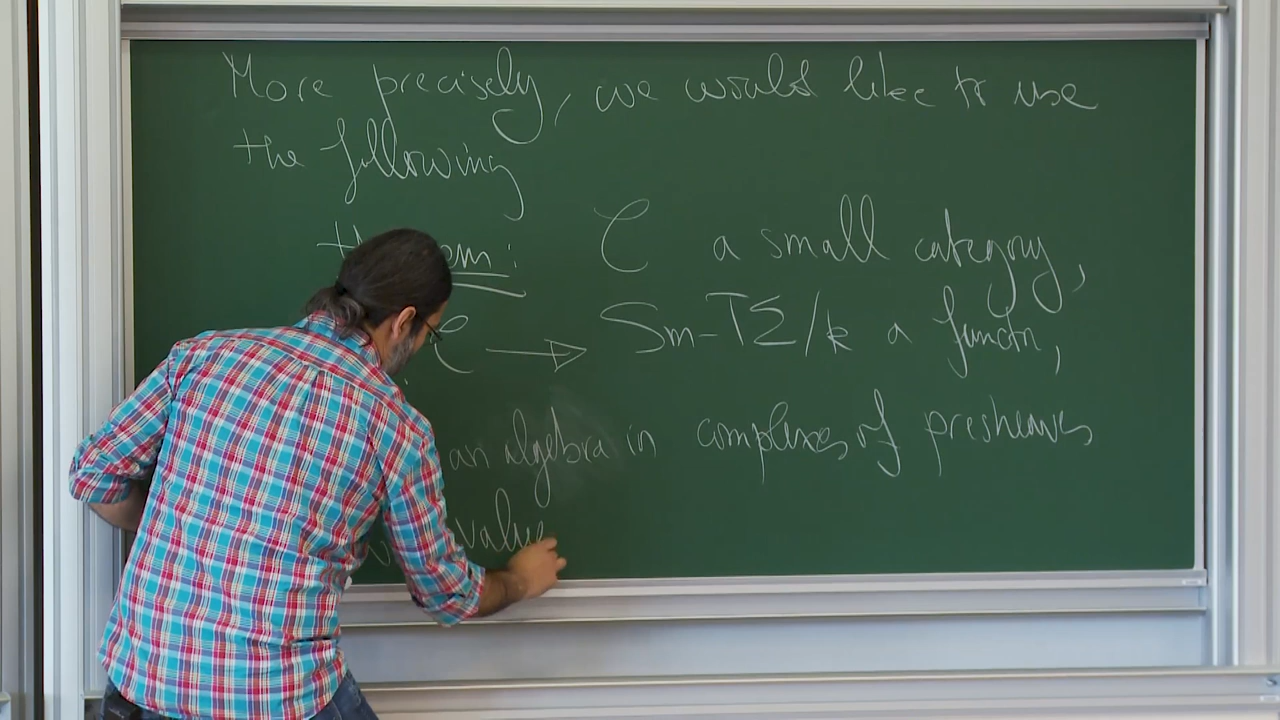 More precisely, we would like to use
the following
C a small category,
C → Sm-TΣ/k a functor,
an algebra in complexes of presheaves
value